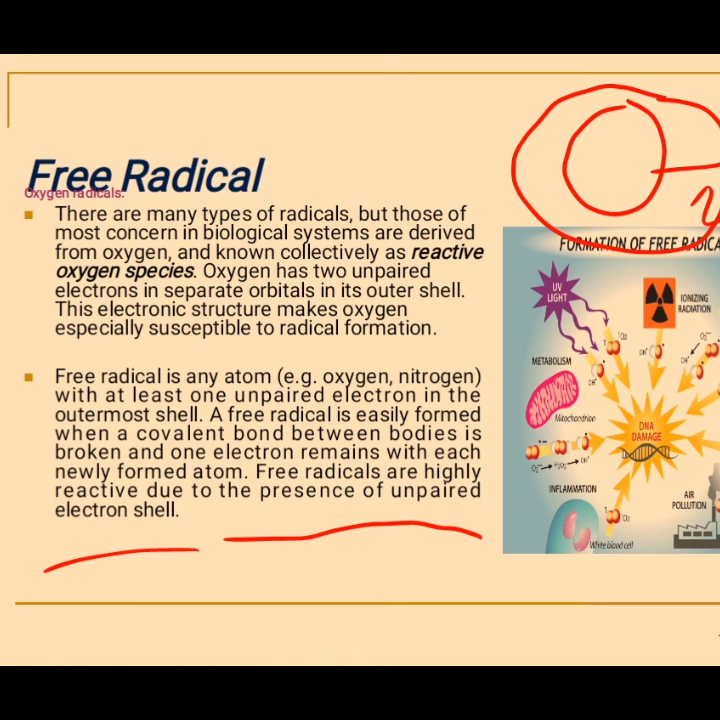 Free Radical
Oxygen radicals.
There are many types of radicals, but those of
most concern in biological systems are derived
from oxygen, and known collectively as reactive
oxygen species. Oxygen has two unpaired
electrons in separate orbitals in its outer shell.
This electronic structure makes oxygen
especially susceptible to radical formation.
Free radical is any atom (e.g. oxygen, nitrogen)
with at least one unpaired electron in the
outermost shell. A free radical is easily formed
when a covalent bond between bodies is
broken and one electron remains with each
newly formed atom. Free radicals are highly
reactive due to the presence of unpaired
electron shell.
FORMATION OF FREE RADICA
UV
LIGHT
IONIZING
RADIATION
METABOLISM
Mitochondrion
DNA
DAMAGE
INFLAMMATION
AIR
POLLUTION
White blood cell